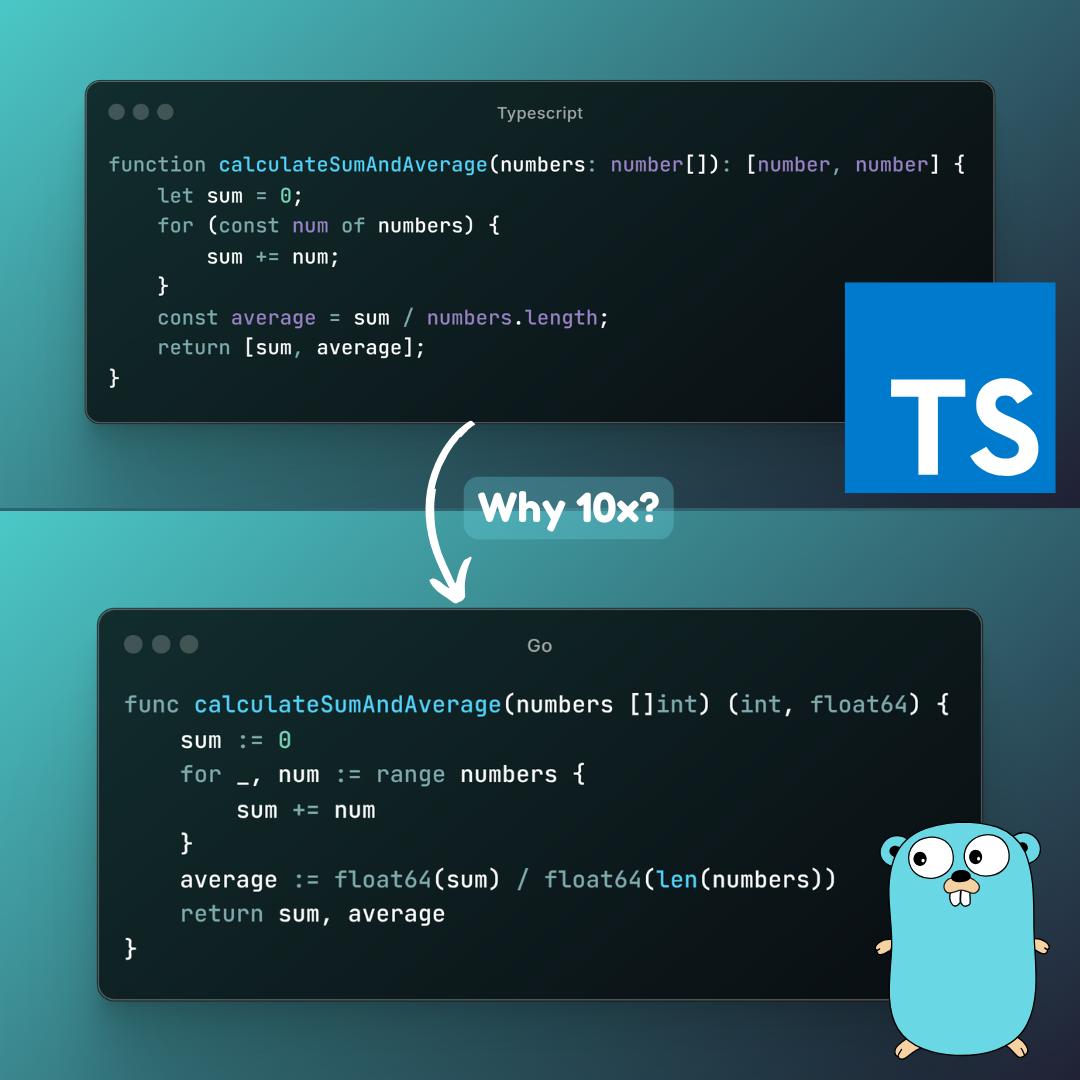 Typescript
function calculateSumAndAverage(numbers: number[]): [number, number] {
    let sum = 0;
    for (const num of numbers) {
        sum += num;
    }
    const average = sum / numbers.length;
    return [sum, average];
}
TS
Why 10x?
Go
func calculateSumAndAverage(numbers []int) (int, float64) {
    sum := 0
    for _, num := range numbers {
        sum += num
    }
    average := float64(sum) / float64(len(numbers))
    return sum, average
}